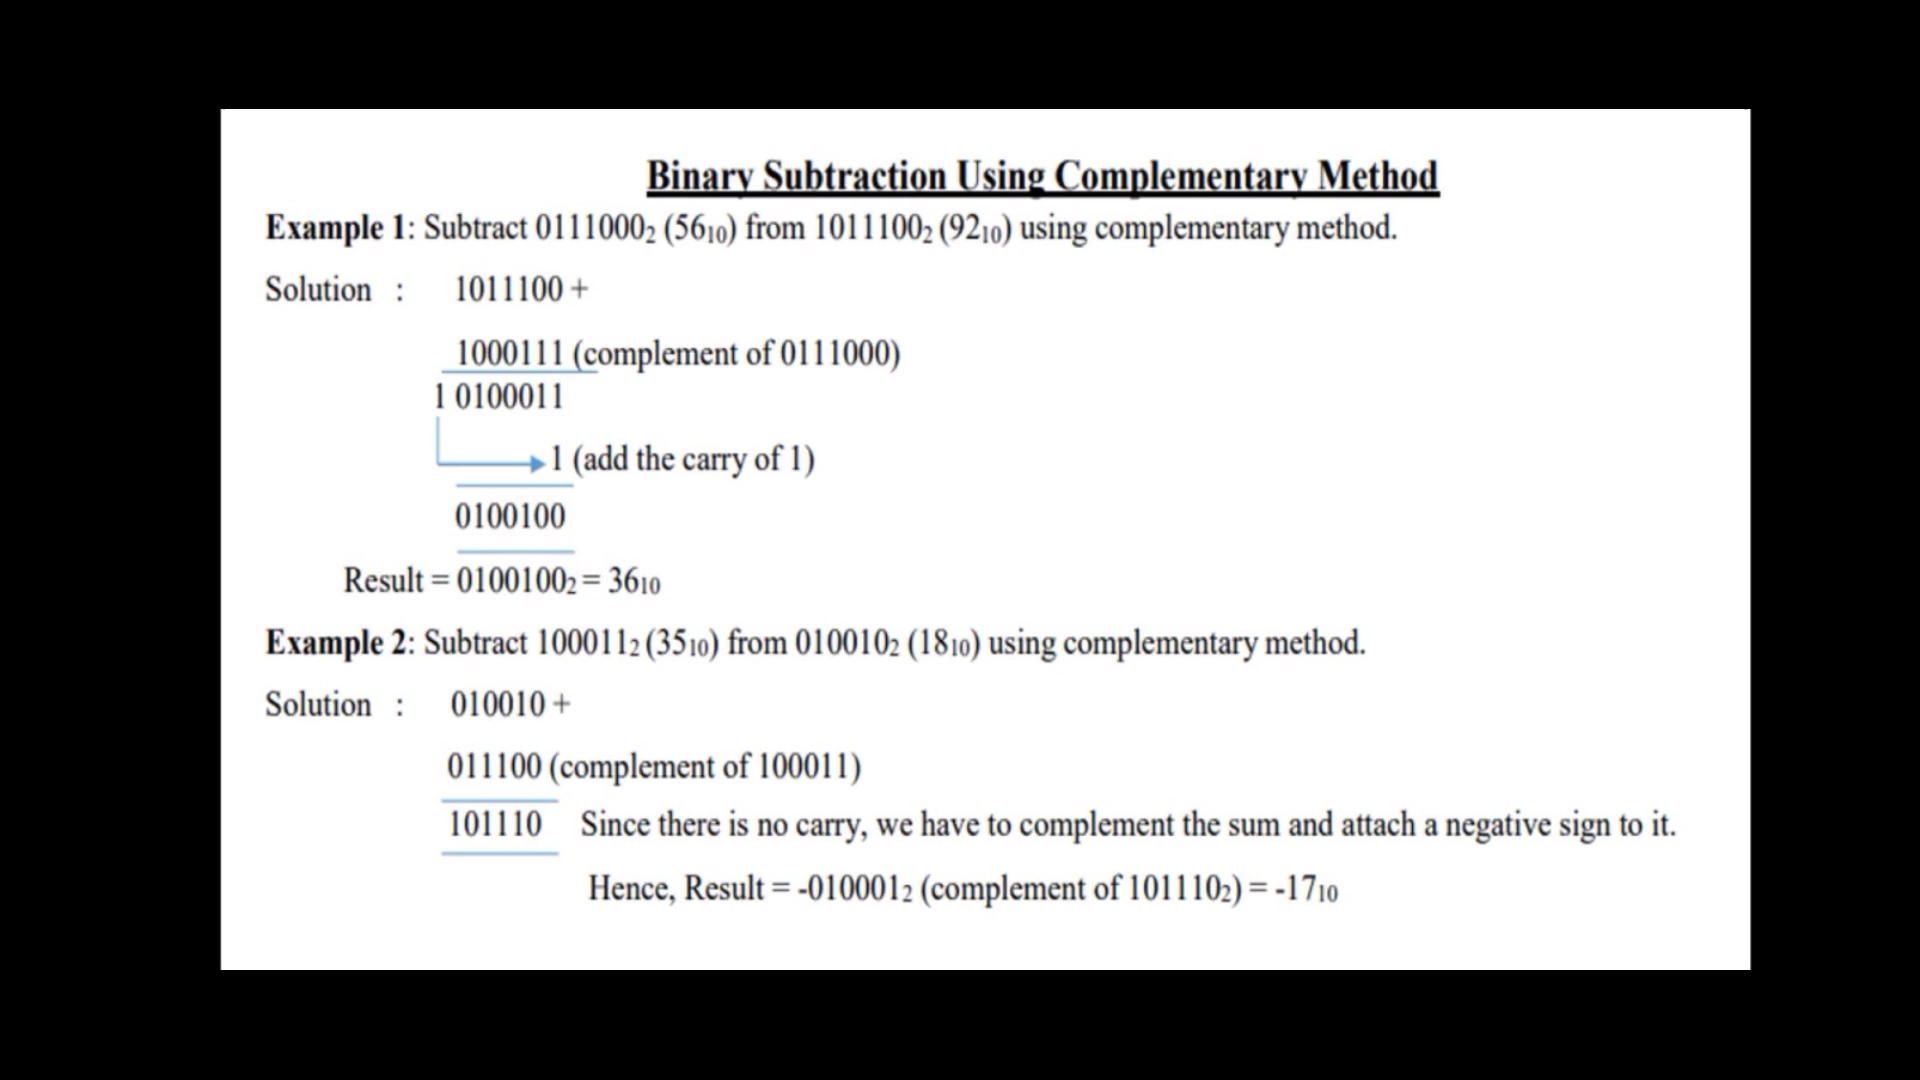 Binary Subtraction Using Complementary Method
Example 1: Subtract 0111000₂ (56₁₀) from 1011100₂ (92₁₀) using complementary method.
Solution : 1011100 +
1000111 (complement of 0111000)
1 0100011
1 (add the carry of 1)
0100100
Result = 0100100₂ = 36₁₀
Example 2: Subtract 100011₂ (35₁₀) from 010010₂ (18₁₀) using complementary method.
Solution : 010010 +
011100 (complement of 100011)
101110 Since there is no carry, we have to complement the sum and attach a negative sign to it.
Hence, Result = -010001₂ (complement of 101110₂) = -17₁₀